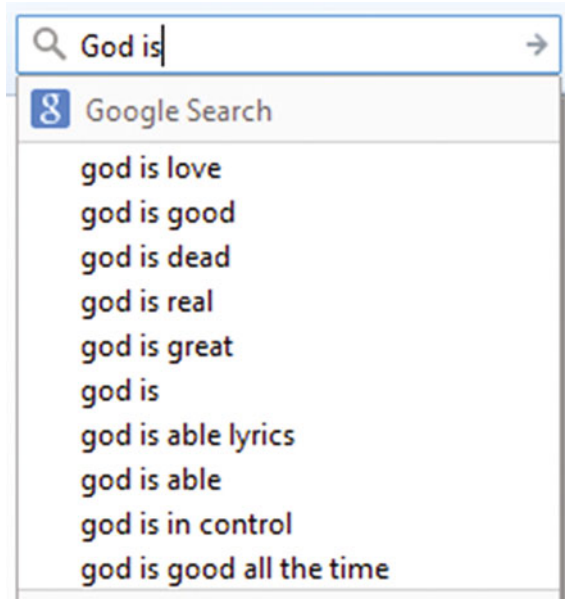 God is
Google Search
god is love
god is good
god is dead
god is real
god is great
god is
god is able lyrics
god is able
god is in control
god is good all the time